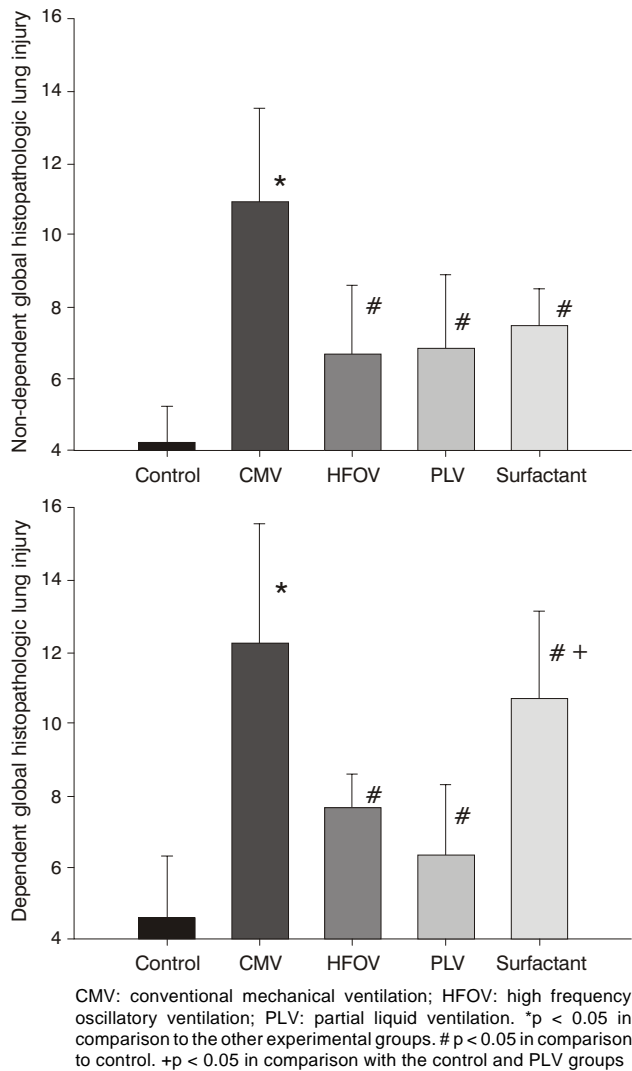 Non-dependent global histopathologic lung injury
16
14
12
10
8
6
4
*
#
#
#
Control CMV HFOV PLV Surfactant
Dependent global histopathologic lung injury
16
14
12
10
8
6
4
*
#
#
# +
Control CMV HFOV PLV Surfactant
CMV: conventional mechanical ventilation; HFOV: high frequency
oscillatory ventilation; PLV: partial liquid ventilation. *p < 0.05 in
comparison to the other experimental groups. # p < 0.05 in comparison
to control. +p < 0.05 in comparison with the control and PLV groups